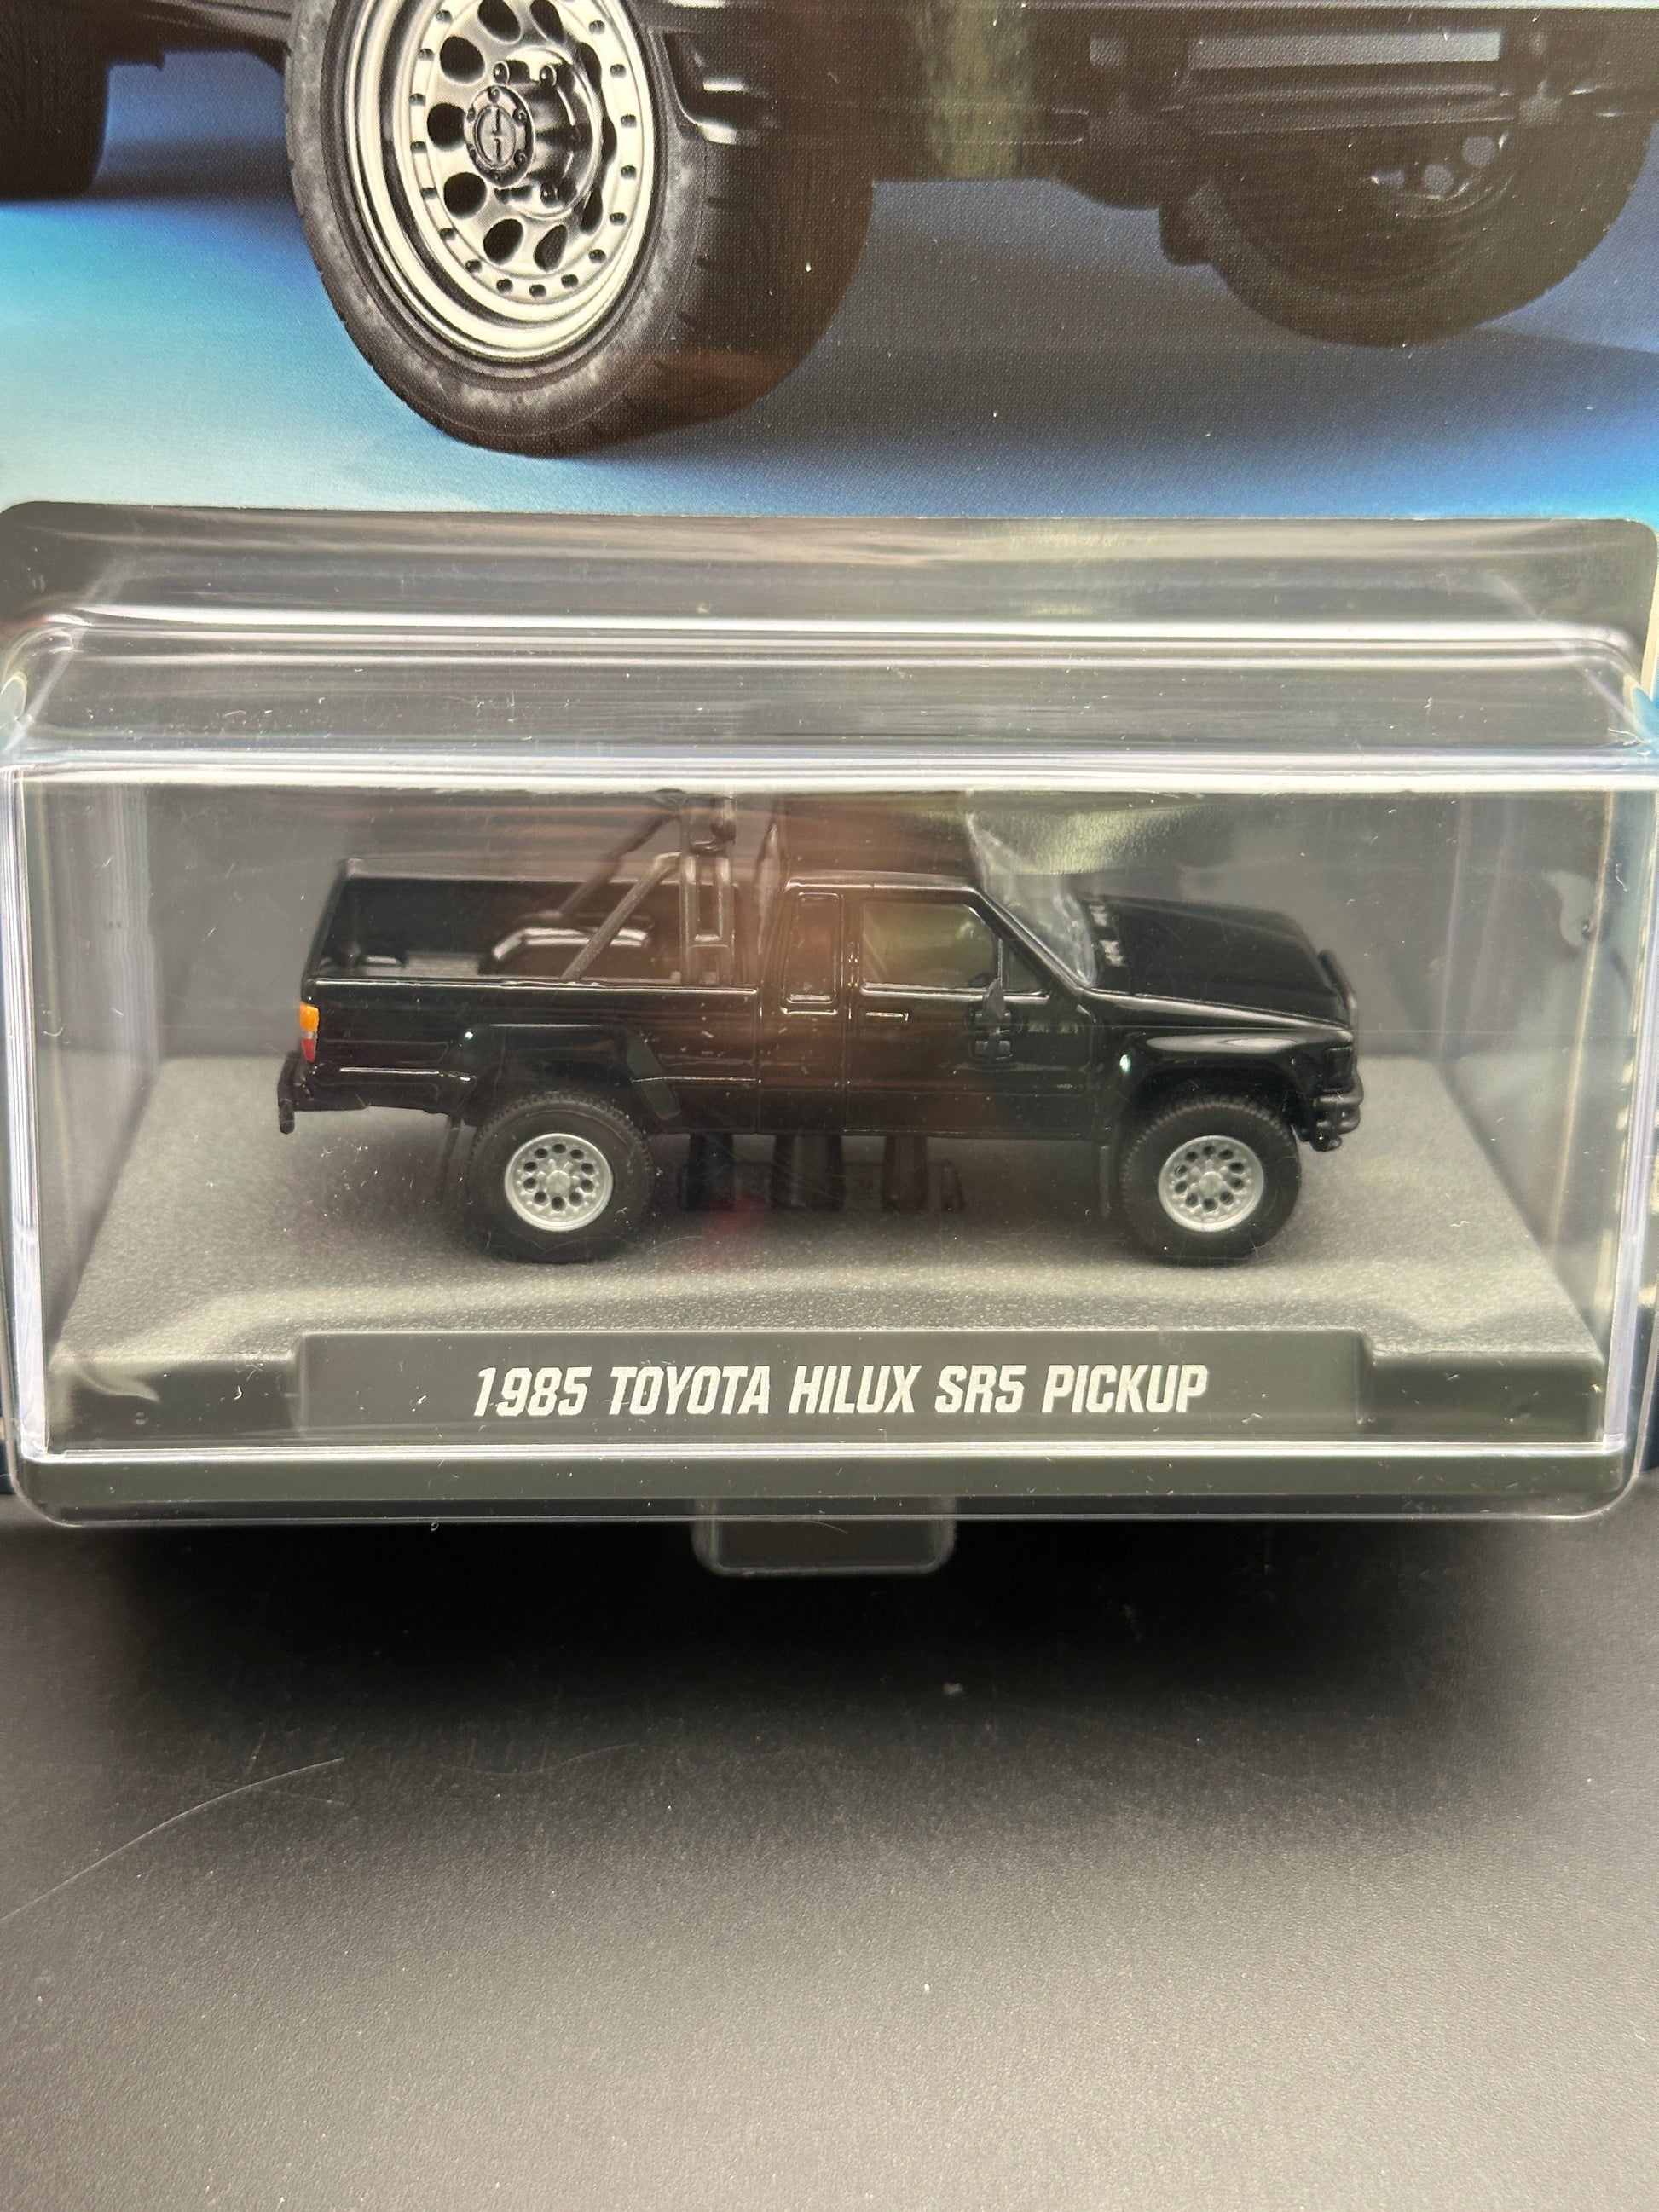 1985 TOYOTA HILUX SR5 PICKUP